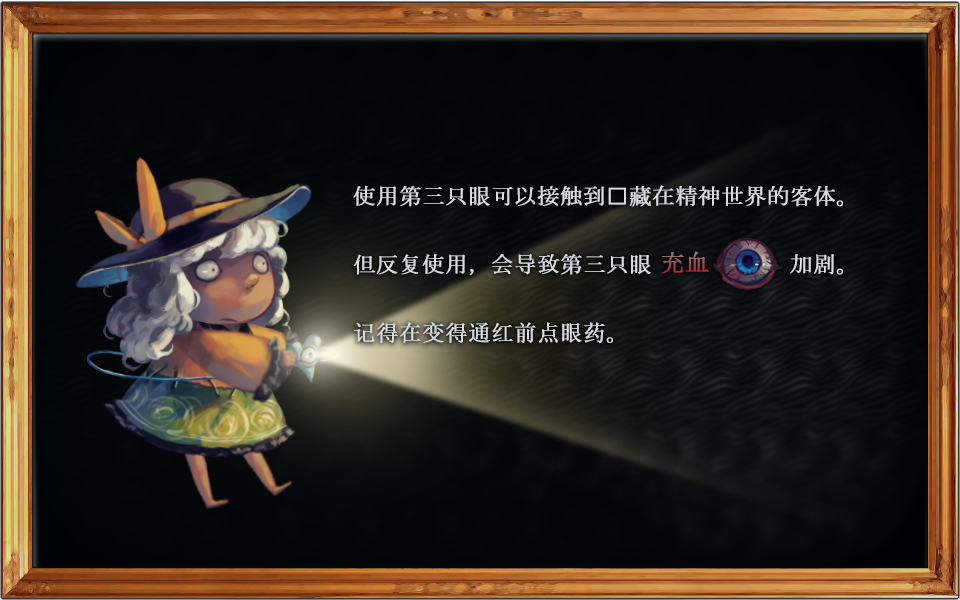 使用第三只眼可以接触到□藏在精神世界的客体。
但反复使用，会导致第三只眼 充血 加剧。
记得在变得通红前点眼药。